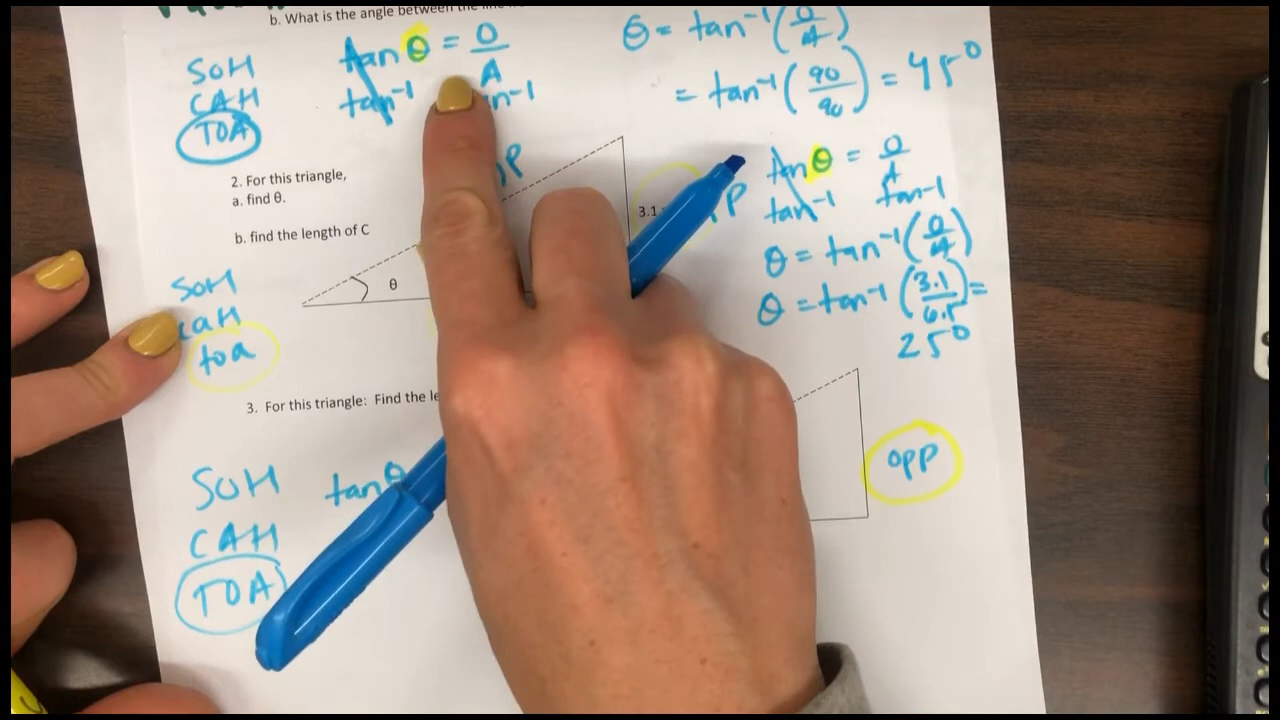 b. What is the angle between the
SOH
CAH
TOA
tan θ = O/A
tan⁻¹ tan⁻¹
θ = tan⁻¹(O/A)
= tan⁻¹(90/90) = 45°
2. For this triangle,
a. find θ.
b. find the length of C
SOH
CAH
toa
θ
3.1
tan θ = O/A
tan⁻¹ tan⁻¹
θ = tan⁻¹(O/A)
θ = tan⁻¹(3.1/6.5) =
25°
3. For this triangle: Find the
SOH
CAH
TOA
tan θ
opp